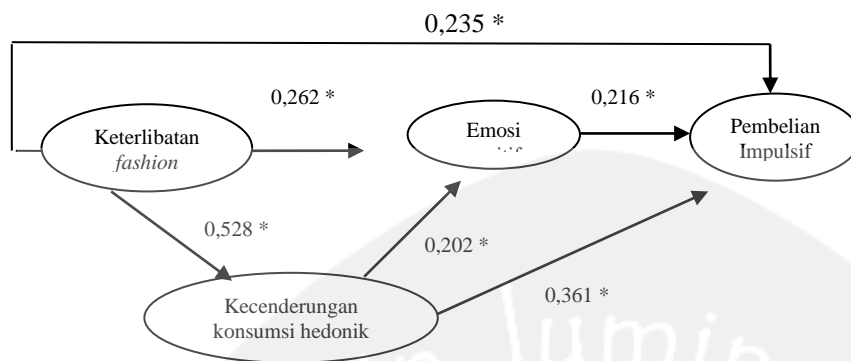 0,235 *
0,262 *
0,216 *
Keterlibatan
fashion
Emosi
Pembelian
Impulsif
0,528 *
0,202 *
0,361 *
Kecenderungan
konsumsi hedonik